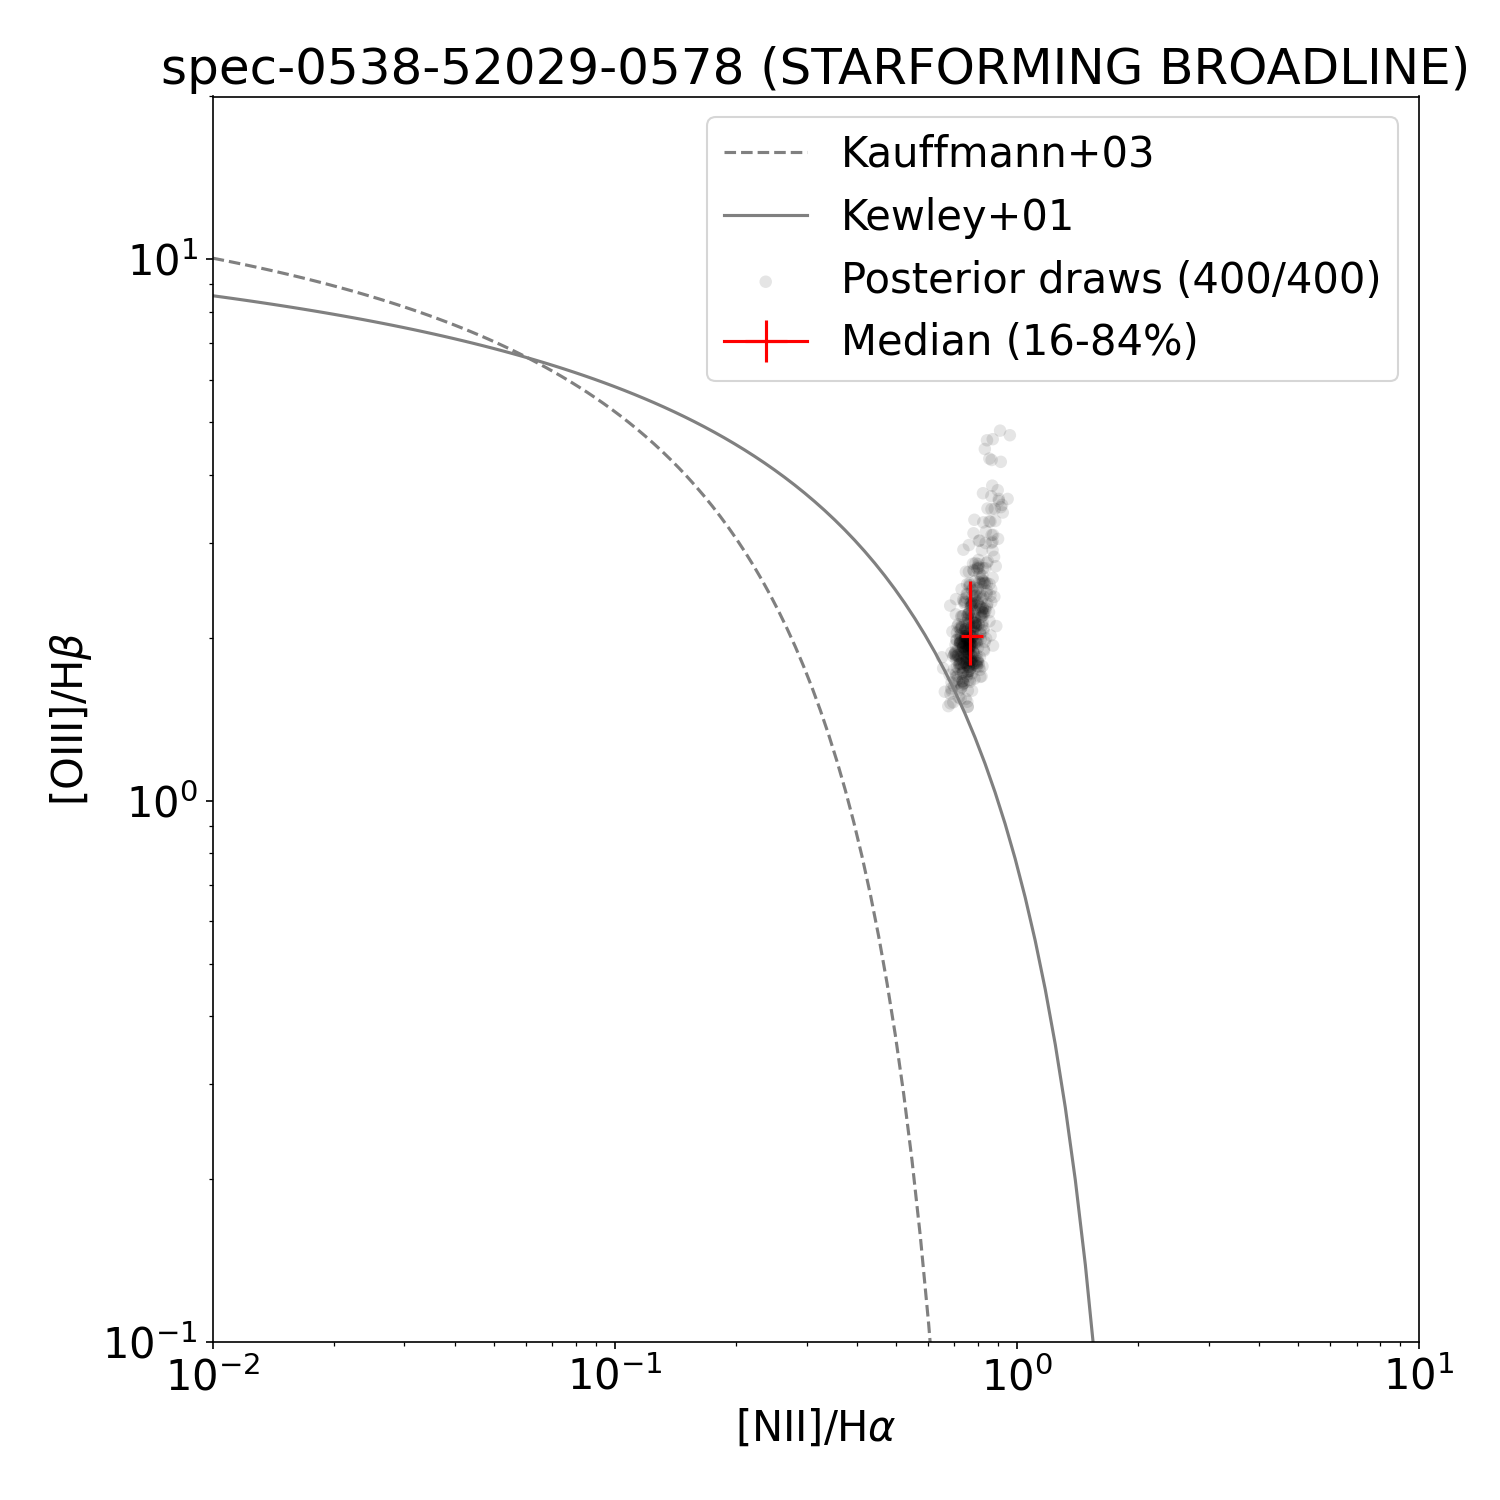 spec-0538-52029-0578 (STARFORMING BROADLINE)
Kauffmann+03
Kewley+01
Posterior draws (400/400)
Median (16-84%)
10¹
10⁰
10⁻¹
[OIII]/Hβ
10⁻² 10⁻¹ 10⁰ 10¹
[NII]/Hα